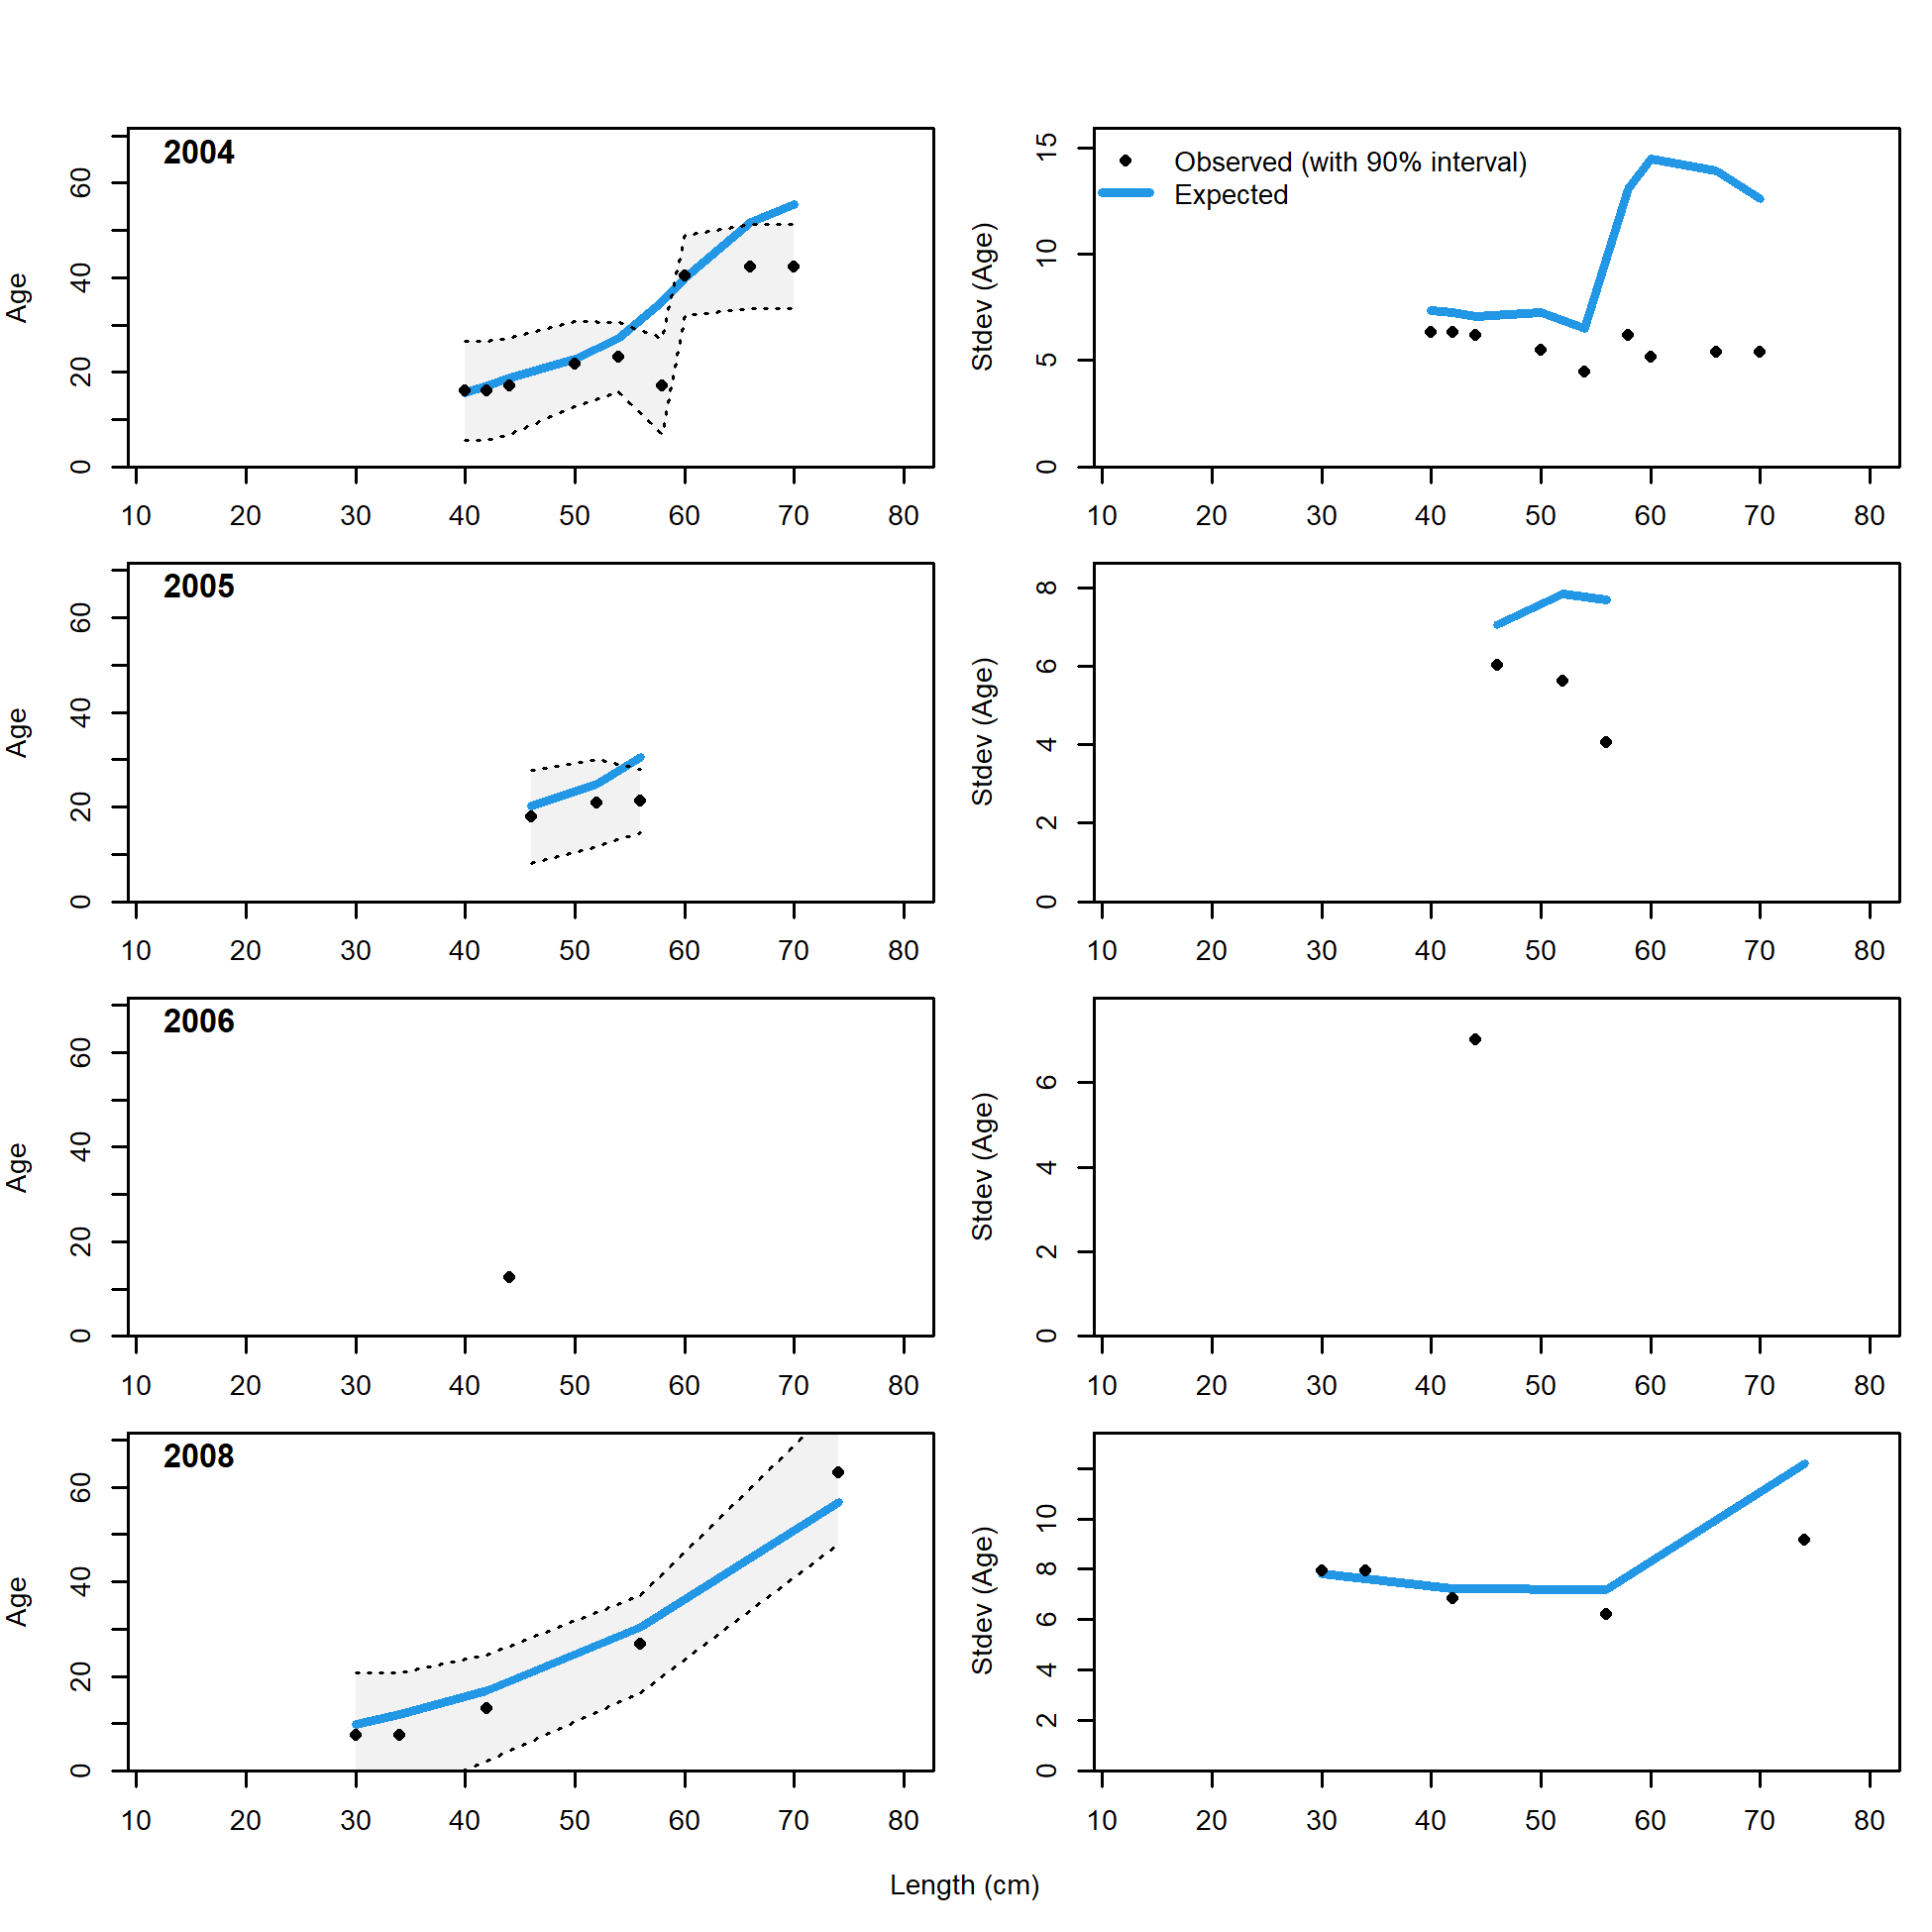 2004
Age
0 20 40 60
10 20 30 40 50 60 70 80
Observed (with 90% interval)
Expected
Stdev (Age)
0 5 10 15
10 20 30 40 50 60 70 80
2005
Age
0 20 40 60
10 20 30 40 50 60 70 80
Stdev (Age)
0 2 4 6 8
10 20 30 40 50 60 70 80
2006
Age
0 20 40 60
10 20 30 40 50 60 70 80
Stdev (Age)
0 2 4 6
10 20 30 40 50 60 70 80
2008
Age
0 20 40 60
10 20 30 40 50 60 70 80
Stdev (Age)
0 2 4 6 8 10
10 20 30 40 50 60 70 80
Length (cm)